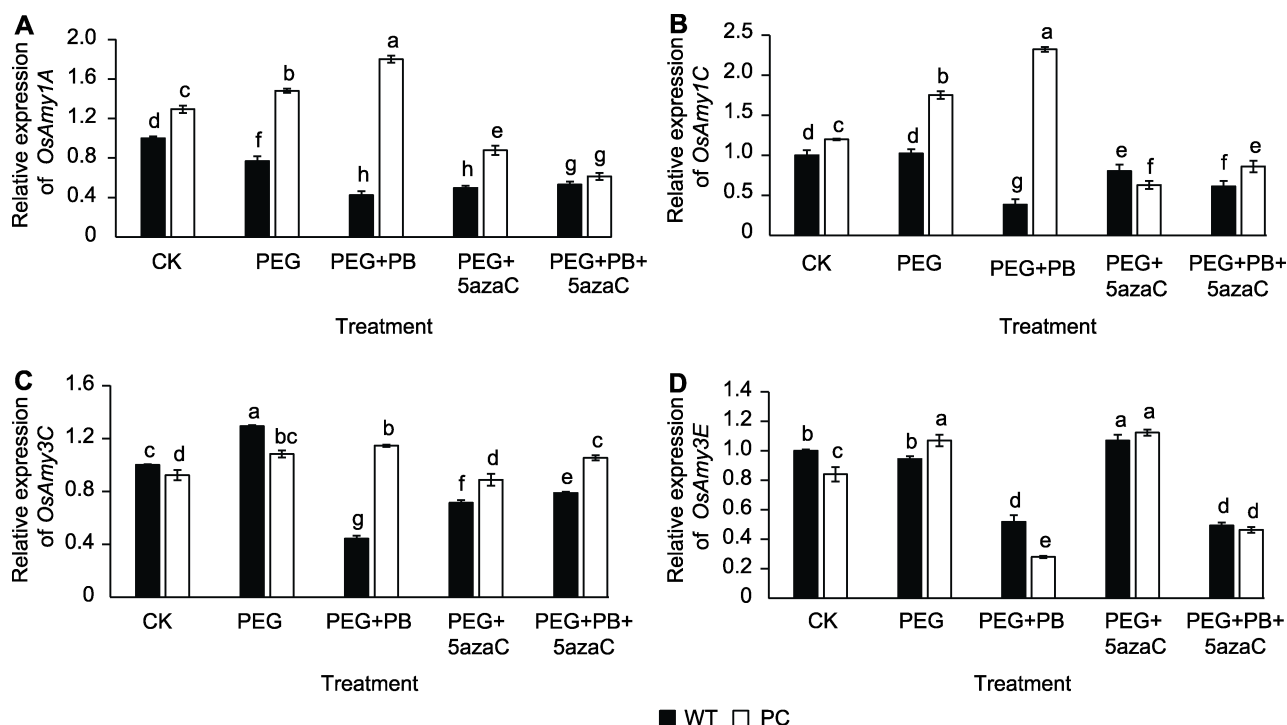 A
Relative expression
of OsAmy1A
2.0
1.6
1.2
0.8
0.4
0
d c f b h a h e g g
CK PEG PEG+PB PEG+ PEG+PB+
5azaC 5azaC
Treatment
B
Relative expression
of OsAmy1C
2.5
2.0
1.5
1.0
0.5
0
d c d b g a e f f e
CK PEG PEG+PB PEG+ PEG+PB+
5azaC 5azaC
Treatment
C
Relative expression
of OsAmy3C
1.6
1.2
0.8
0.4
0
c d a bc g b f d e c
CK PEG PEG+PB PEG+ PEG+PB+
5azaC 5azaC
Treatment
D
Relative expression
of OsAmy3E
1.4
1.2
1.0
0.8
0.6
0.4
0.2
0
b c b a d e a a d d
CK PEG PEG+PB PEG+ PEG+PB+
5azaC 5azaC
Treatment
WT PC